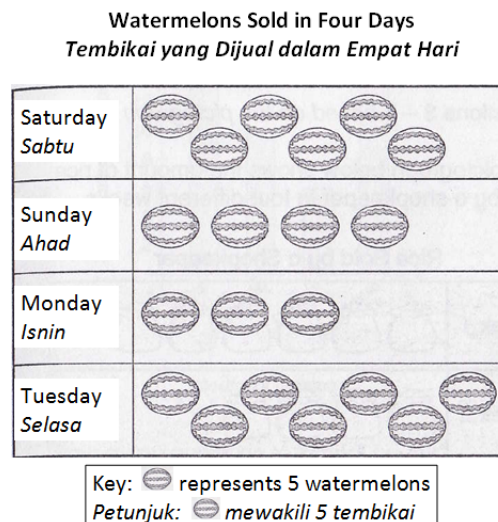 Watermelons Sold in Four Days
Tembikai yang Dijual dalam Empat Hari
Saturday
Sabtu
Sunday
Ahad
Monday
Isnin
Tuesday
Selasa
Key: represents 5 watermelons
Petunjuk: mewakili 5 tembikai